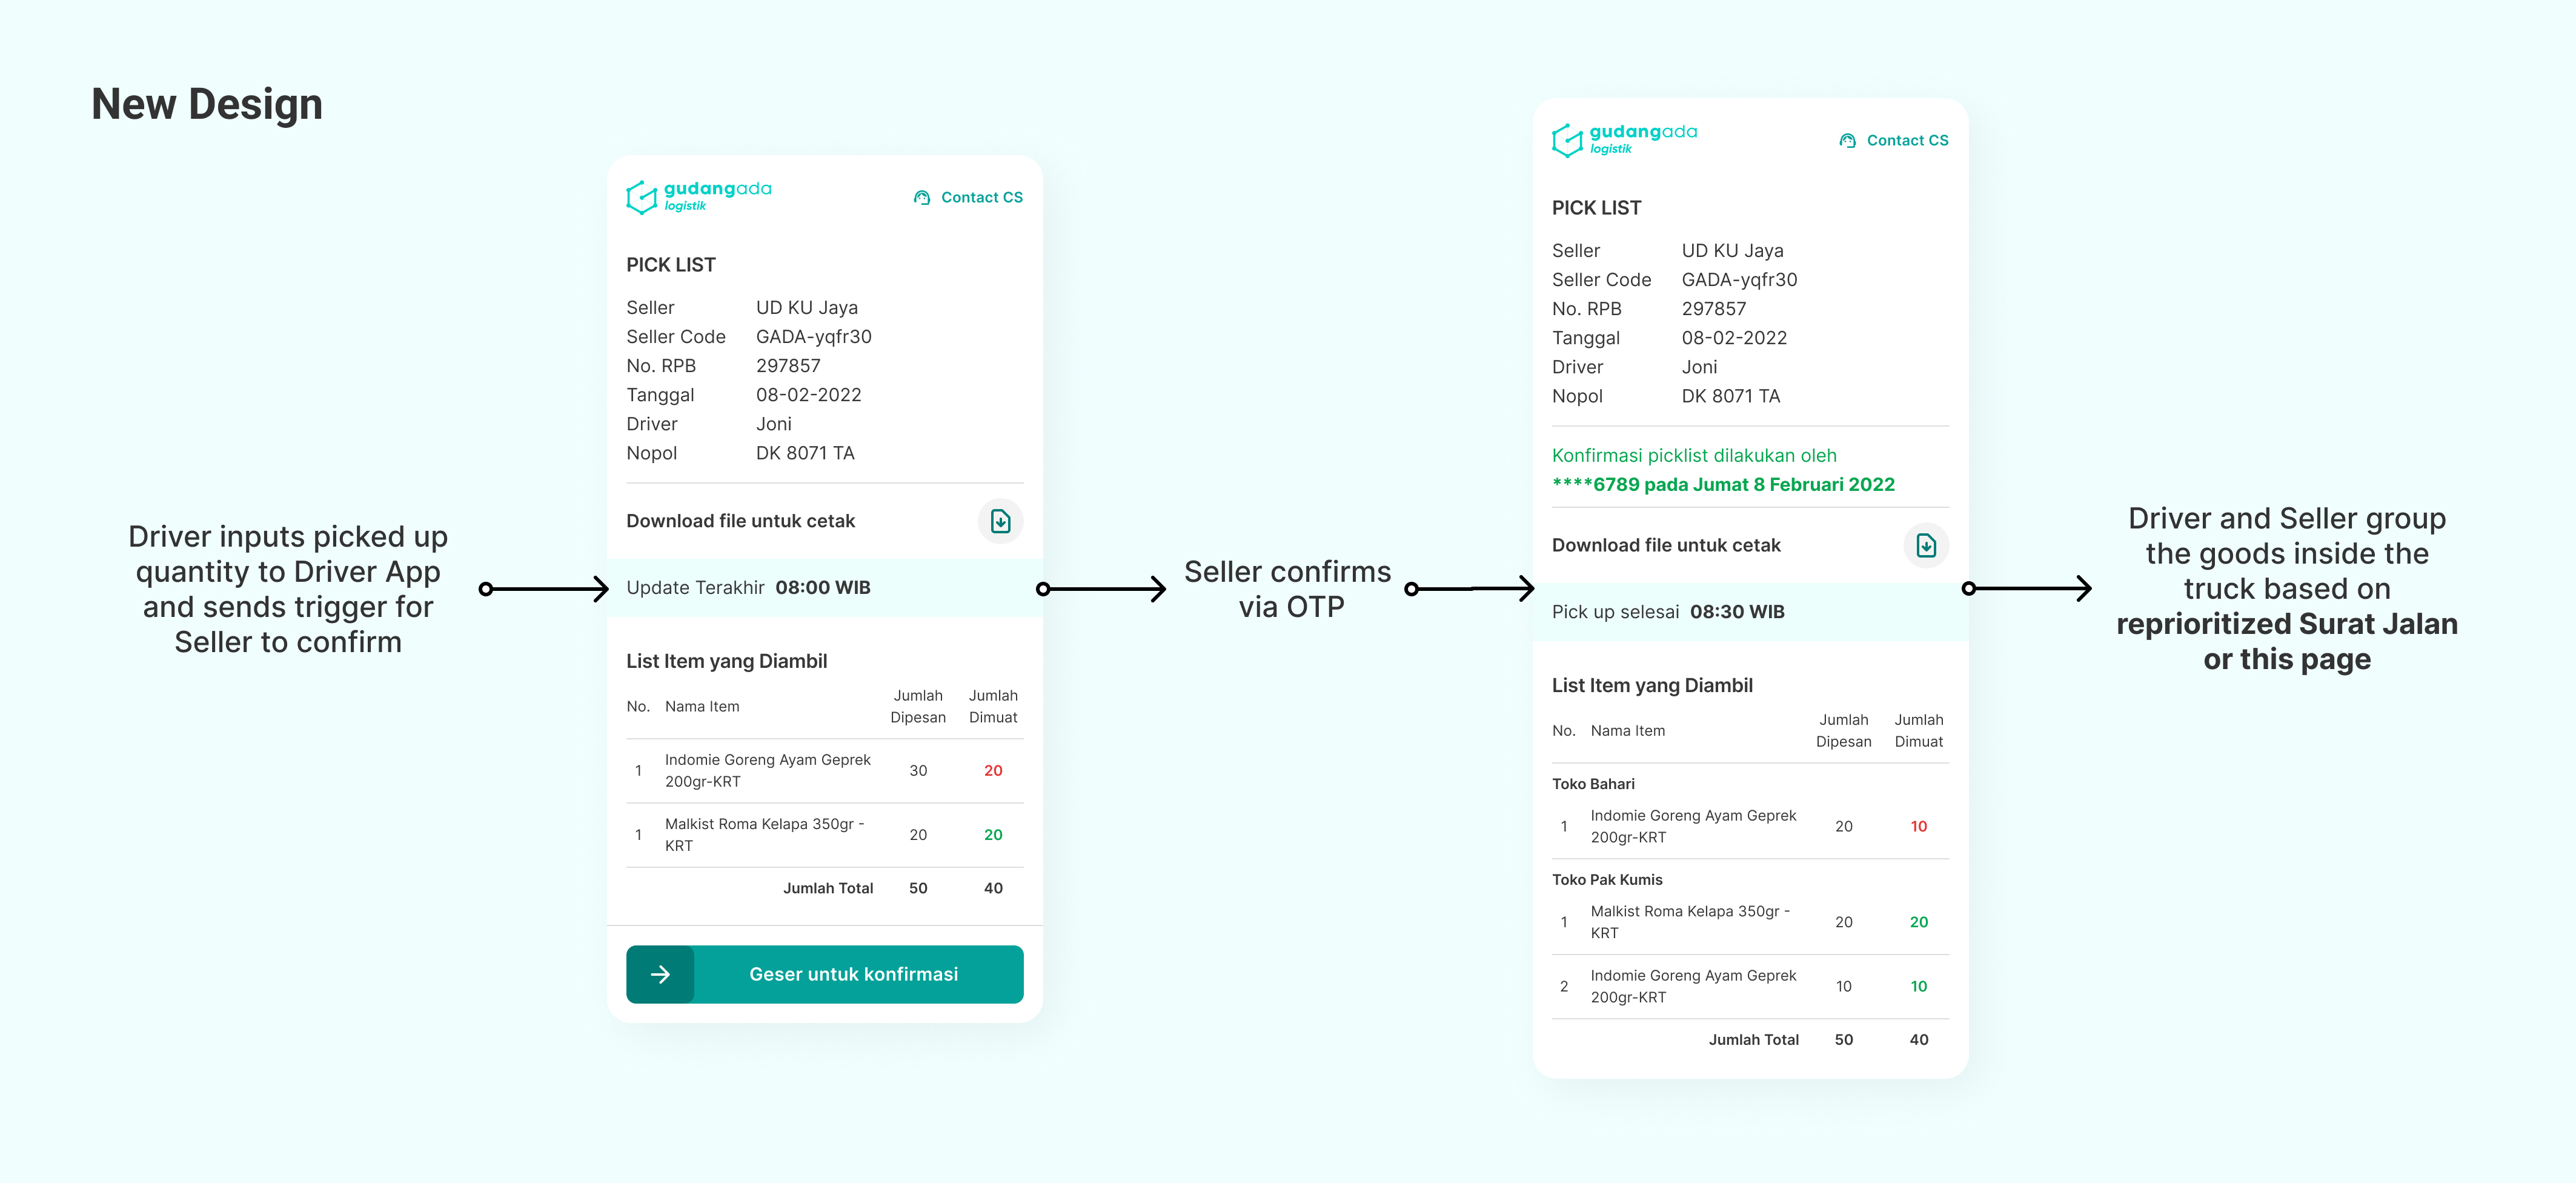 New Design
Driver inputs picked up
quantity to Driver App
and sends trigger for
Seller to confirm
gudangada
logistik
Contact CS
PICK LIST
Seller UD KU Jaya
Seller Code GADA-yqfr30
No. RPB 297857
Tanggal 08-02-2022
Driver Joni
Nopol DK 8071 TA
Download file untuk cetak
Update Terakhir 08:00 WIB
List Item yang Diambil
No. Nama Item Jumlah Dipesan Jumlah Dimuat
1 Indomie Goreng Ayam Geprek 30 20
200gr-KRT
1 Malkist Roma Kelapa 350gr - 20 20
KRT
Jumlah Total 50 40
Geser untuk konfirmasi
Seller confirms
via OTP
gudangada
logistik
Contact CS
PICK LIST
Seller UD KU Jaya
Seller Code GADA-yqfr30
No. RPB 297857
Tanggal 08-02-2022
Driver Joni
Nopol DK 8071 TA
Konfirmasi picklist dilakukan oleh
****6789 pada Jumat 8 Februari 2022
Download file untuk cetak
Pick up selesai 08:30 WIB
List Item yang Diambil
No. Nama Item Jumlah Dipesan Jumlah Dimuat
Toko Bahari
1 Indomie Goreng Ayam Geprek 20 10
200gr-KRT
Toko Pak Kumis
1 Malkist Roma Kelapa 350gr - 20 20
KRT
2 Indomie Goreng Ayam Geprek 10 10
200gr-KRT
Jumlah Total 50 40
Driver and Seller group
the goods inside the
truck based on
reprioritized Surat Jalan
or this page